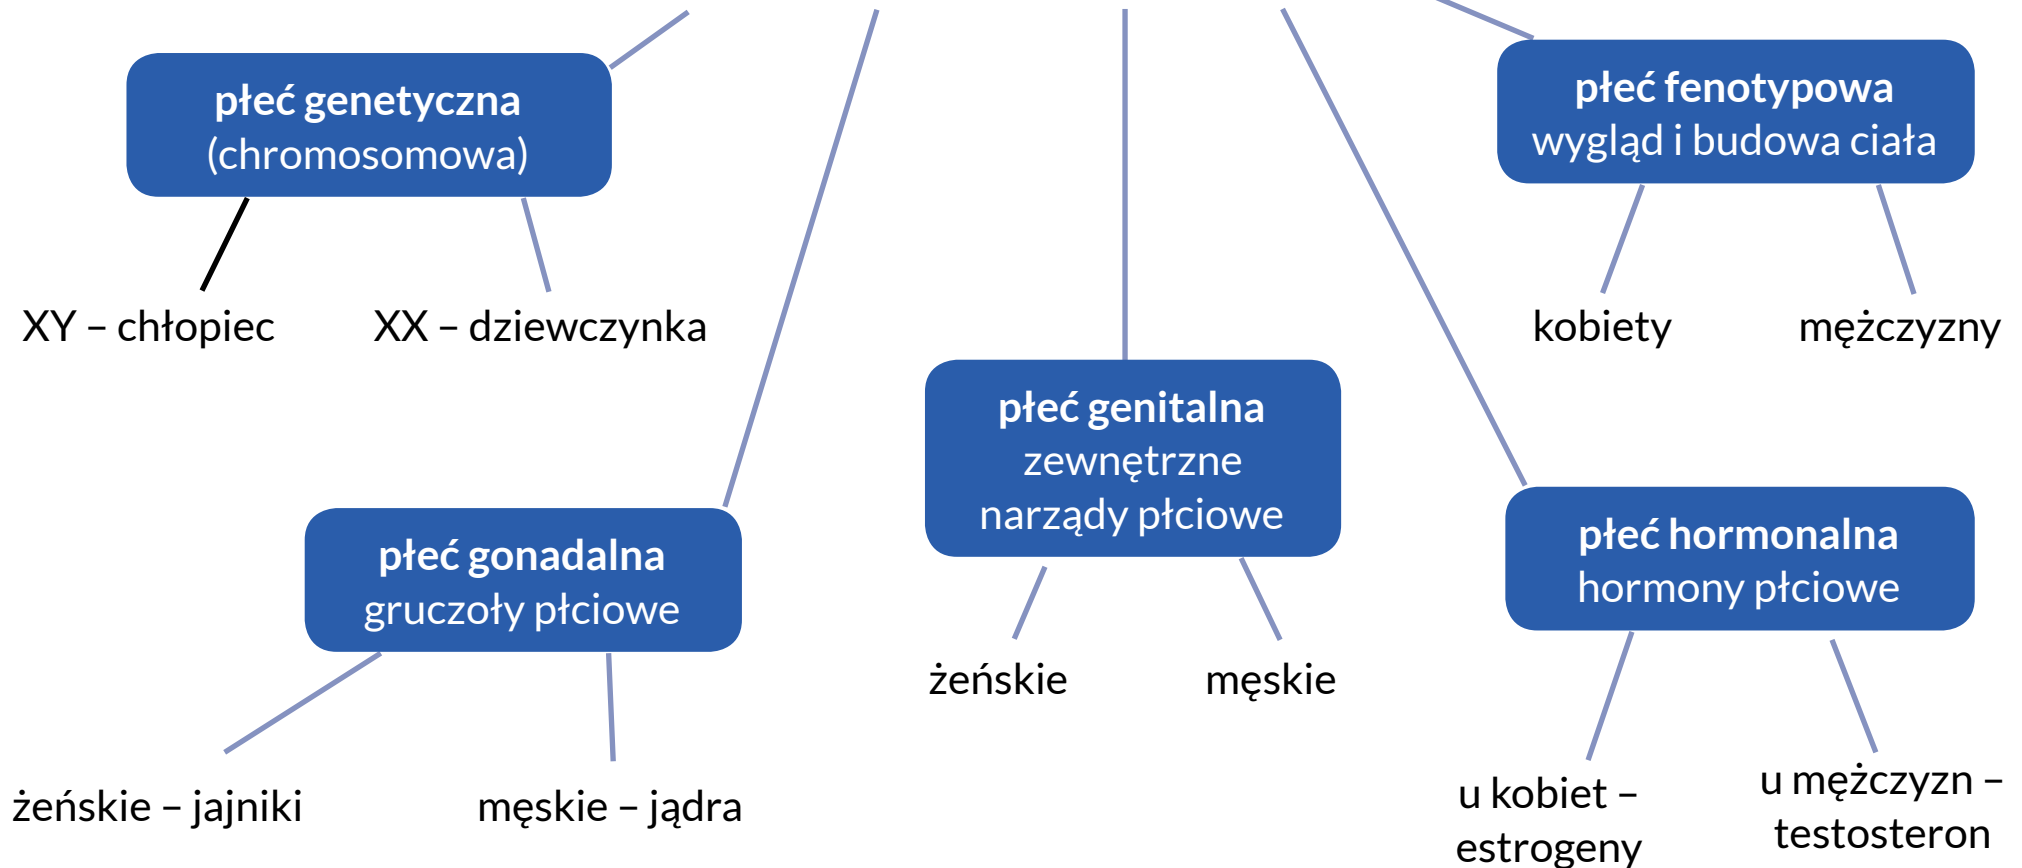 płeć genetyczna
(chromosomowa)
XY – chłopiec
XX – dziewczynka
płeć fenotypowa
wygląd i budowa ciała
kobiety
mężczyzny
płeć genitalna
zewnętrzne
narządy płciowe
żeńskie
męskie
płeć gonadalna
gruczoły płciowe
żeńskie – jajniki
męskie – jądra
płeć hormonalna
hormony płciowe
u kobiet –
estrogeny
u mężczyzn –
testosteron